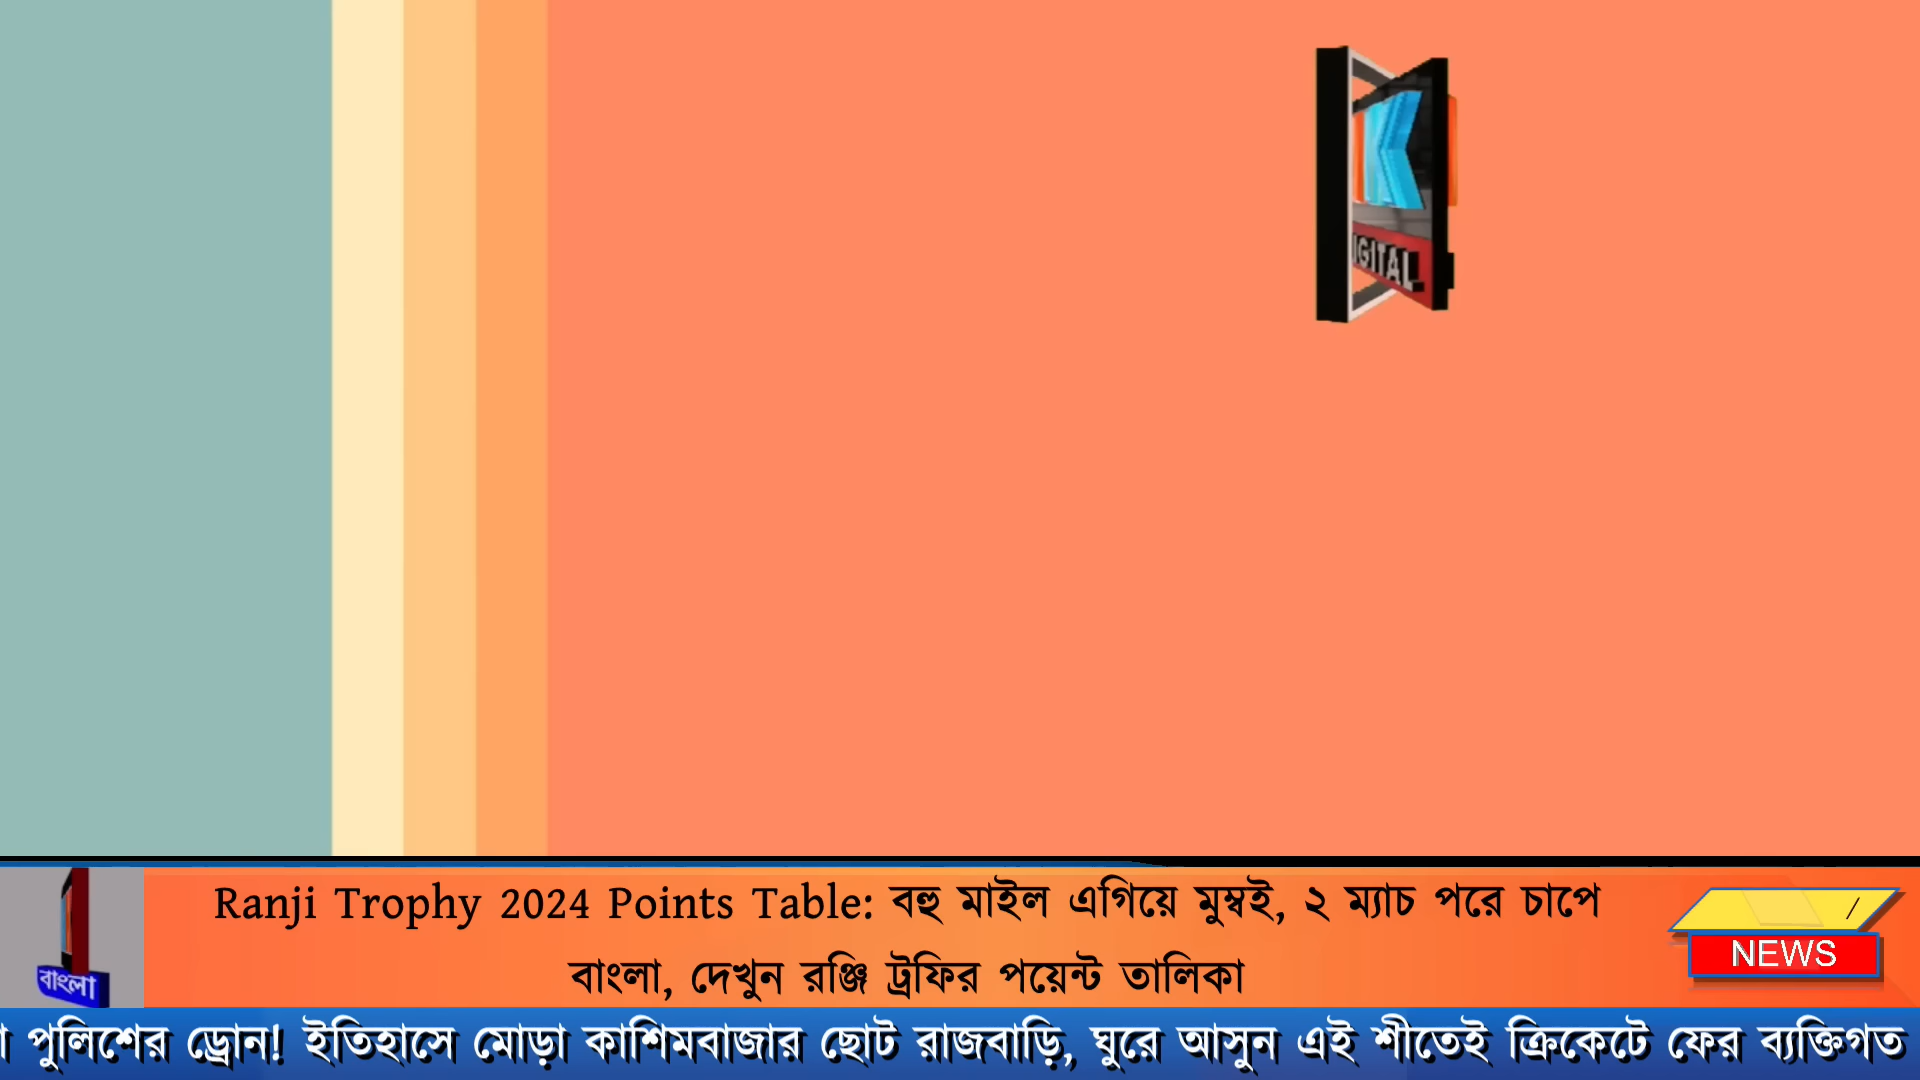 K
IGITAL
Ranji Trophy 2024 Points Table: বহু মাইল এগিয়ে মুম্বই, ২ ম্যাচ পরে চাপে
বাংলা, দেখুন রঞ্জি ট্রফির পয়েন্ট তালিকা
/
NEWS
বাংলা
পুলিশের ড্রোন! ইতিহাসে মোড়া কাশিমবাজার ছোট রাজবাড়ি, ঘুরে আসুন এই শীতেই ক্রিকেটে ফের ব্যক্তিগত